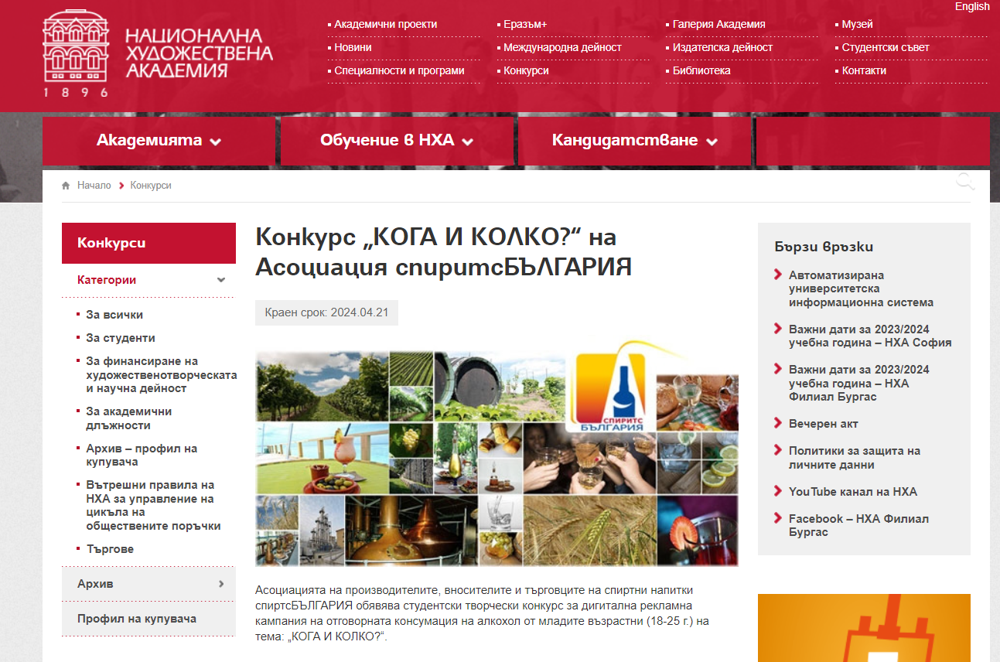 English
НАЦИОНАЛНА
ХУДОЖЕСТВЕНА
АКАДЕМИЯ
1 8 9 6
Академични проекти
Еразъм+
Галерия Академия
Музей
Новини
Международна дейност
Издателска дейност
Студентски съвет
Специалности и програми
Конкурси
Библиотека
Контакти
Академията
Обучение в НХА
Кандидатстване
Начало
Конкурси
Конкурси
Категории
За всички
За студенти
За финансиране на
художественотворческата
и научна дейност
За академични
длъжности
Архив – профил на
купувача
Вътрешни правила на
НХА за управление на
цикъла на
обществените поръчки
Търгове
Архив
Профил на купувача
Конкурс „КОГА И КОЛКО?“ на
Асоциация спиритсБЪЛГАРИЯ
Краен срок: 2024.04.21
СПИРИТС
БЪЛГАРИЯ
Асоциацията на производителите, вносителите и търговците на спиртни напитки
спиртсБЪЛГАРИЯ обявява студентски творчески конкурс за дигитална рекламна
кампания на отговорната консумация на алкохол от младите възрастни (18-25 г.) на
тема: „КОГА И КОЛКО?“.
Бързи връзки
Автоматизирана
университетска
информационна система
Важни дати за 2023/2024
учебна година – НХА София
Важни дати за 2023/2024
учебна година – НХА
Филиал Бургас
Вечерен акт
Политики за защита на
личните данни
YouTube канал на НХА
Facebook – НХА Филиал
Бургас